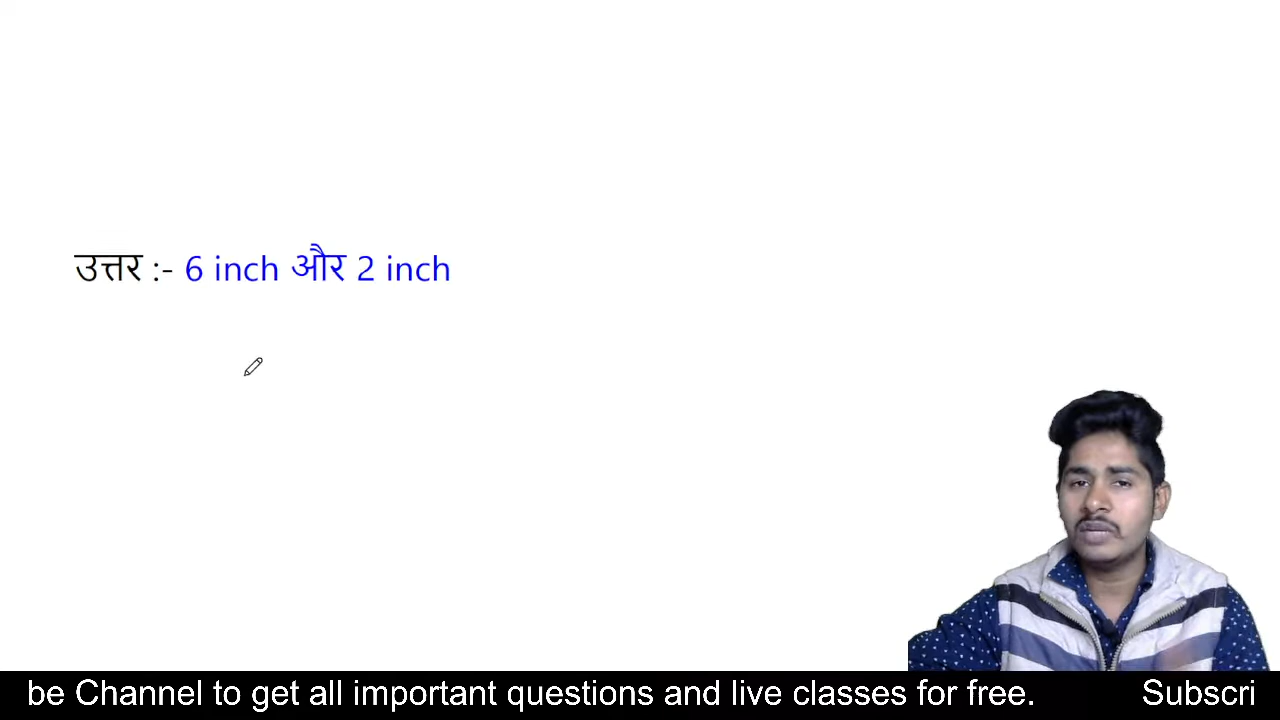 उत्तर :- 6 inch और 2 inch
be Channel to get all important questions and live classes for free. Subscri